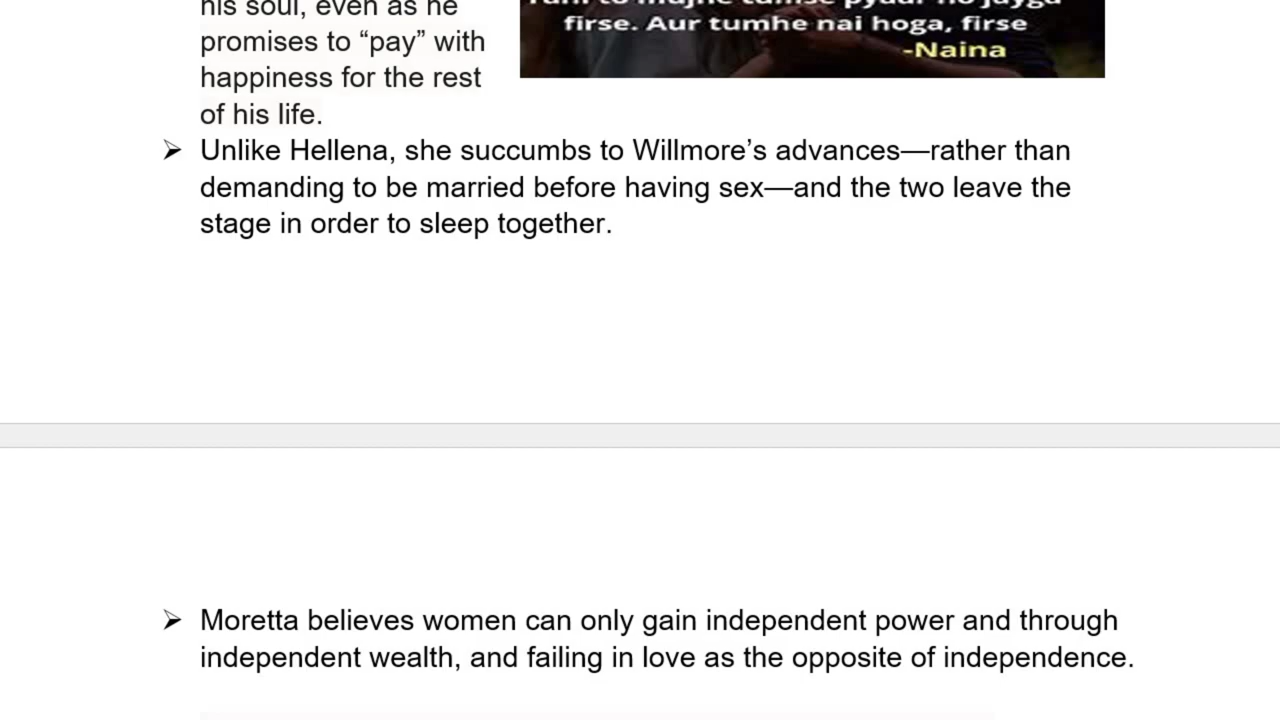 his soul, even as he
promises to “pay” with
happiness for the rest
of his life.
firse. Aur tumhe nai hoga, firse
-Naina
➢ Unlike Hellena, she succumbs to Willmore’s advances—rather than
demanding to be married before having sex—and the two leave the
stage in order to sleep together.
➢ Moretta believes women can only gain independent power and through
independent wealth, and failing in love as the opposite of independence.